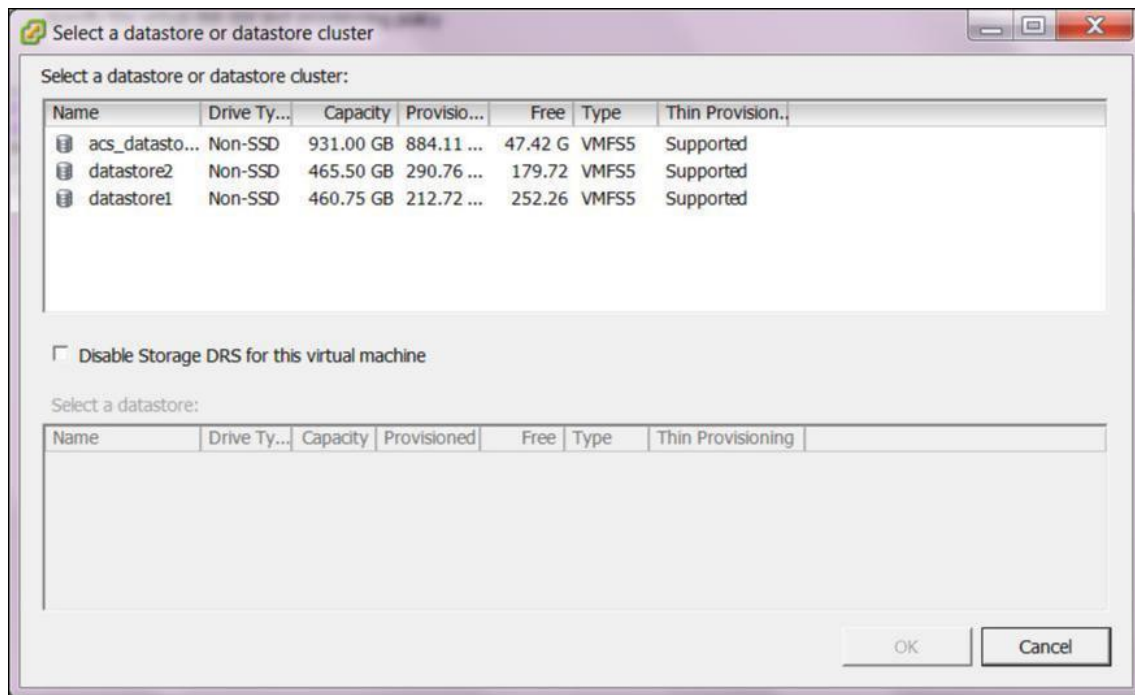 Select a datastore or datastore cluster
Select a datastore or datastore cluster:
Name Drive Ty... Capacity Provisio... Free Type Thin Provision..
acs_datasto... Non-SSD 931.00 GB 884.11 ... 47.42 G VMFS5 Supported
datastore2 Non-SSD 465.50 GB 290.76 ... 179.72 VMFS5 Supported
datastore1 Non-SSD 460.75 GB 212.72 ... 252.26 VMFS5 Supported
Disable Storage DRS for this virtual machine
Select a datastore:
Name Drive Ty... Capacity Provisioned Free Type Thin Provisioning
OK Cancel